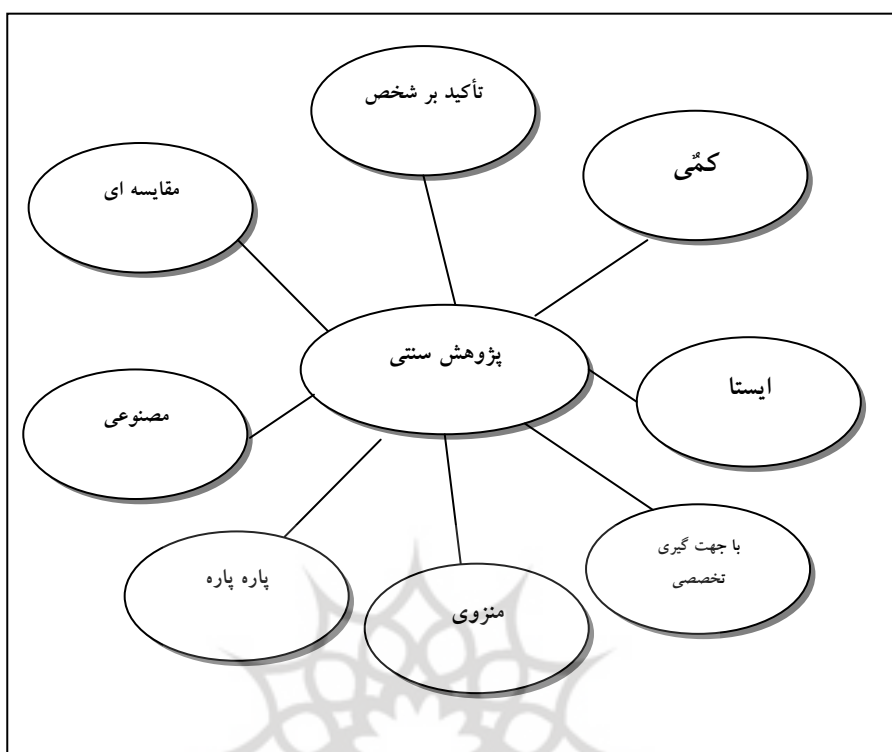 تأکید بر شخص
کمّی
مقایسه ای
پژوهش سنتی
ایستا
مصنوعی
با جهت گیری
تخصصی
پاره پاره
منزوی